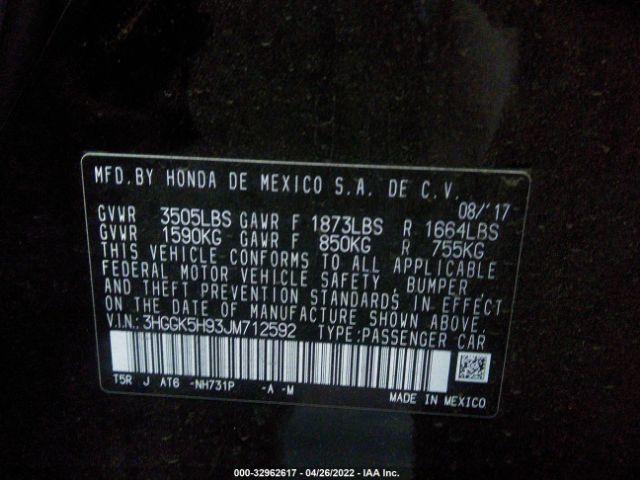 MFD.BY HONDA DE MEXICO S.A. DE C.V.
08/'17
GVWR 3505LBS GAWR F 1873LBS R 1664LBS
GVWR 1590KG GAWR F 850KG R 755KG
THIS VEHICLE CONFORMS TO ALL APPLICABLE
FEDERAL MOTOR VEHICLE SAFETY, BUMPER
AND THEFT PREVENTION STANDARDS IN EFFECT
ON THE DATE OF MANUFACTURE SHOWN ABOVE.
V.I.N.: 3HGGK5H93JM712592 TYPE:PASSENGER CAR
T5R J AT6 -NH731P -A -M
MADE IN MEXICO
000-32962617 - 04/26/2022 - IAA Inc.